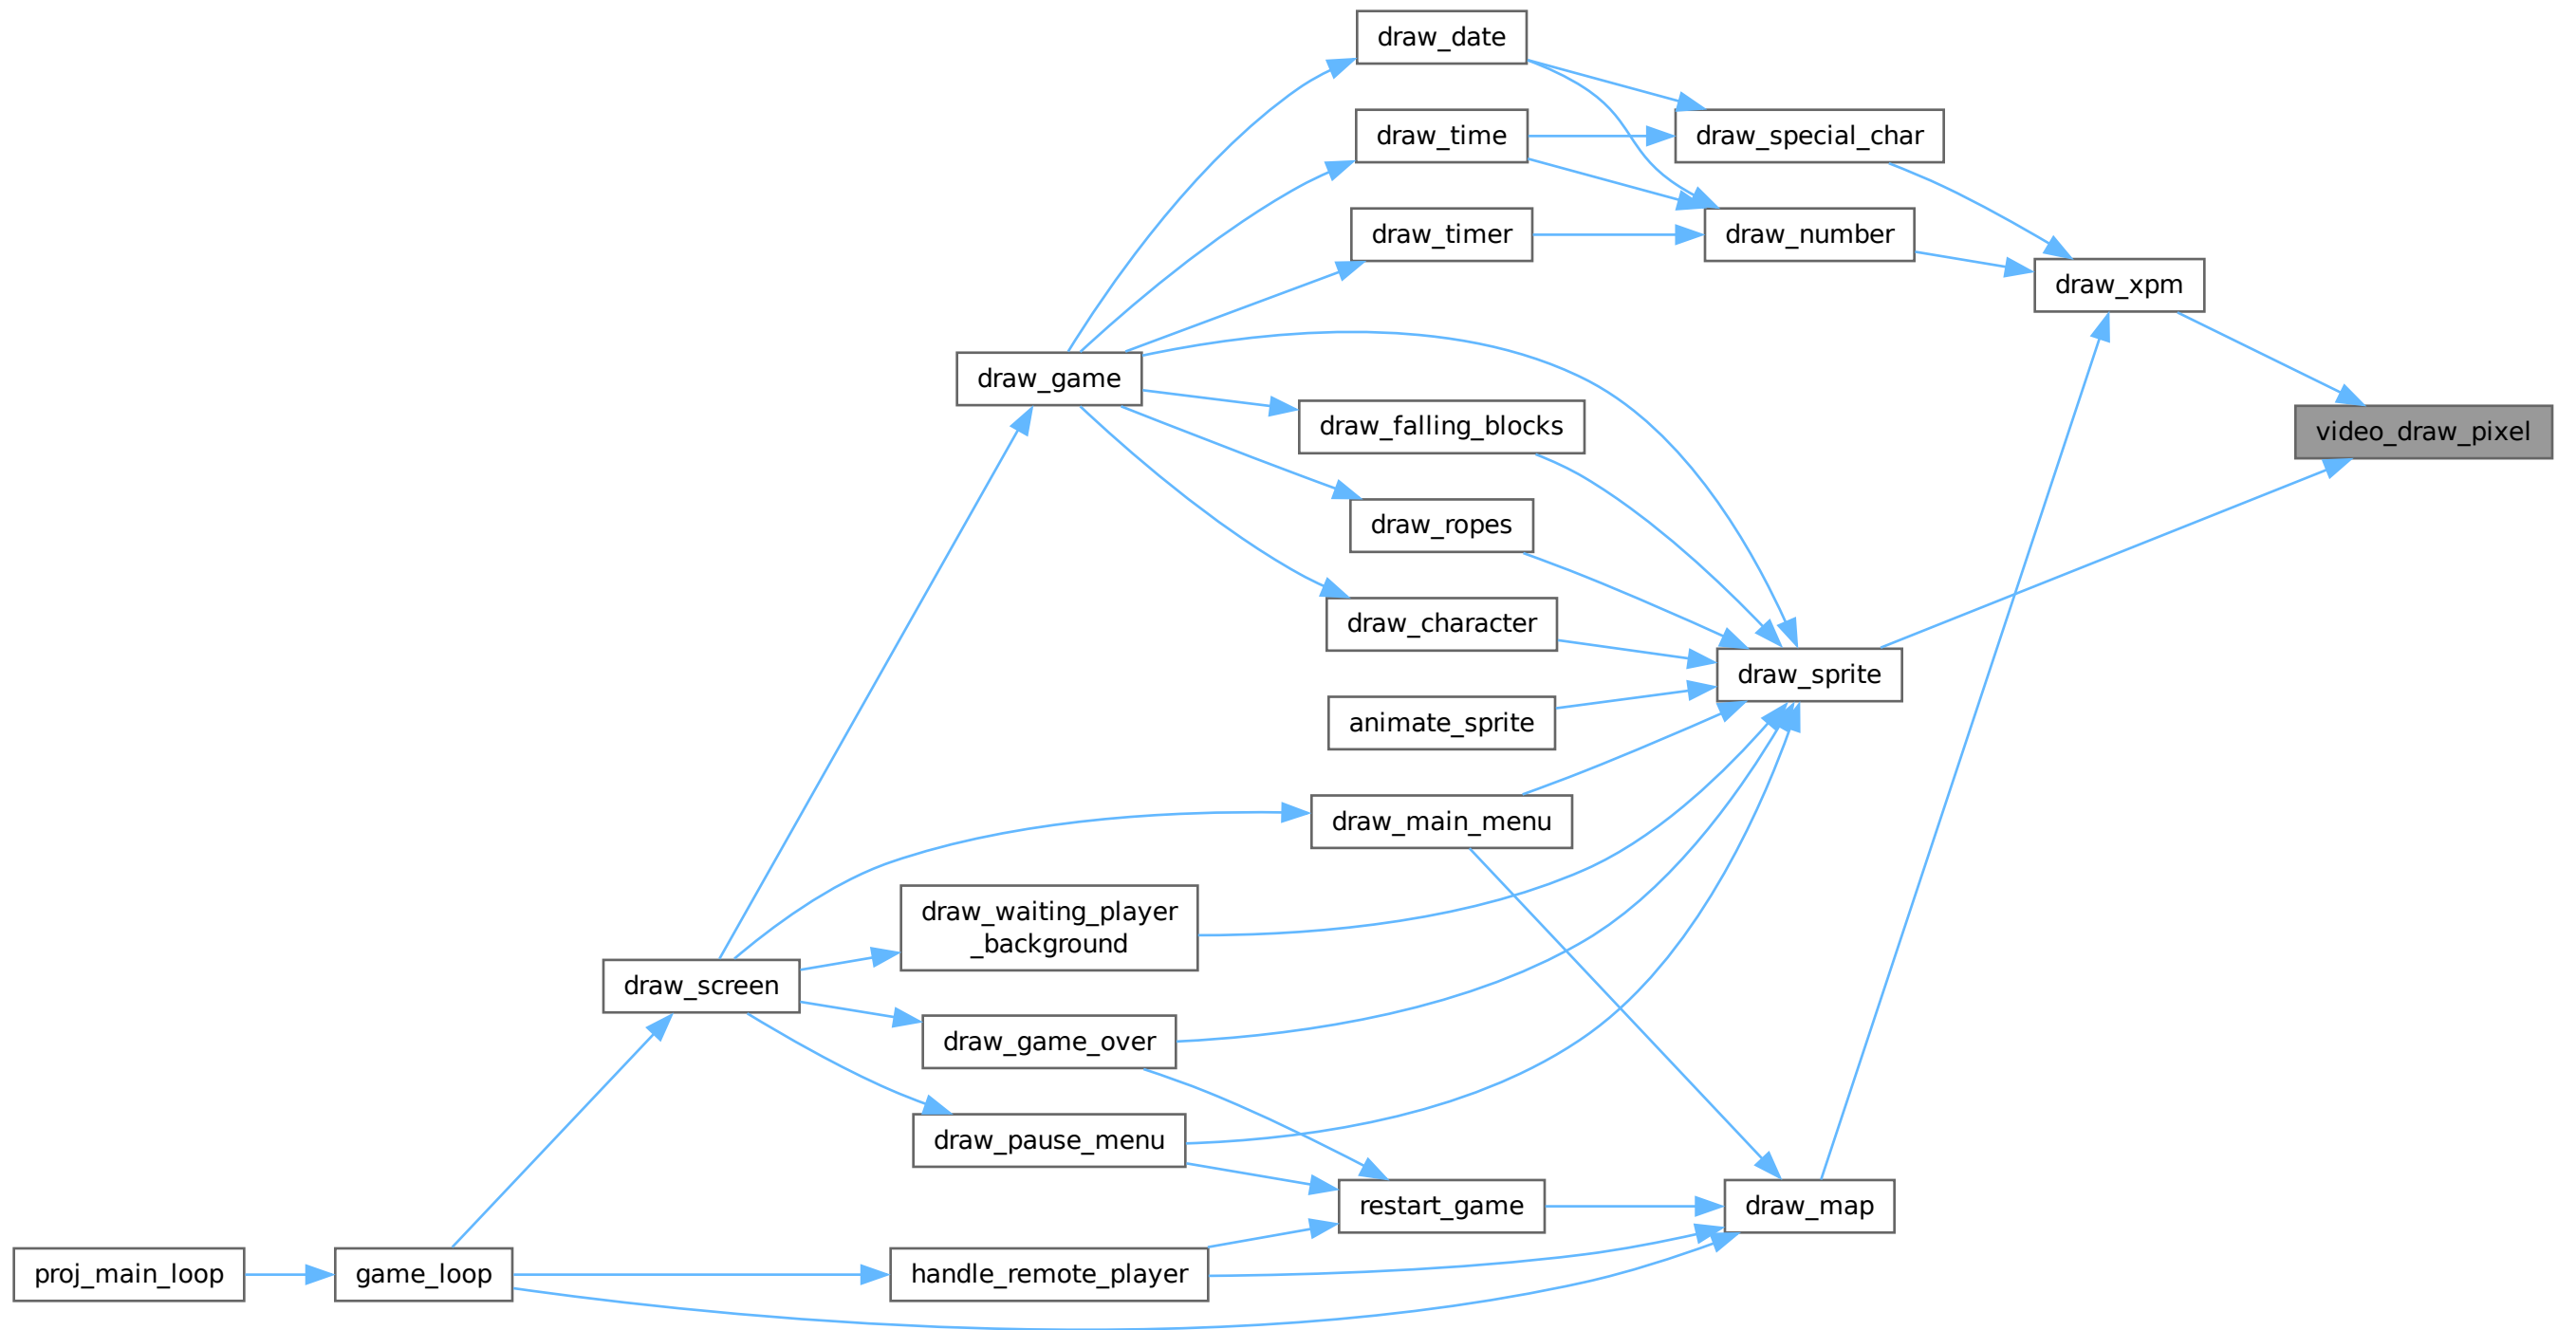 draw_date
draw_time
draw_special_char
draw_timer
draw_number
draw_xpm
draw_game
draw_falling_blocks
video_draw_pixel
draw_ropes
draw_character
draw_sprite
animate_sprite
draw_main_menu
draw_waiting_player
_background
draw_screen
draw_game_over
draw_pause_menu
restart_game
draw_map
proj_main_loop
game_loop
handle_remote_player